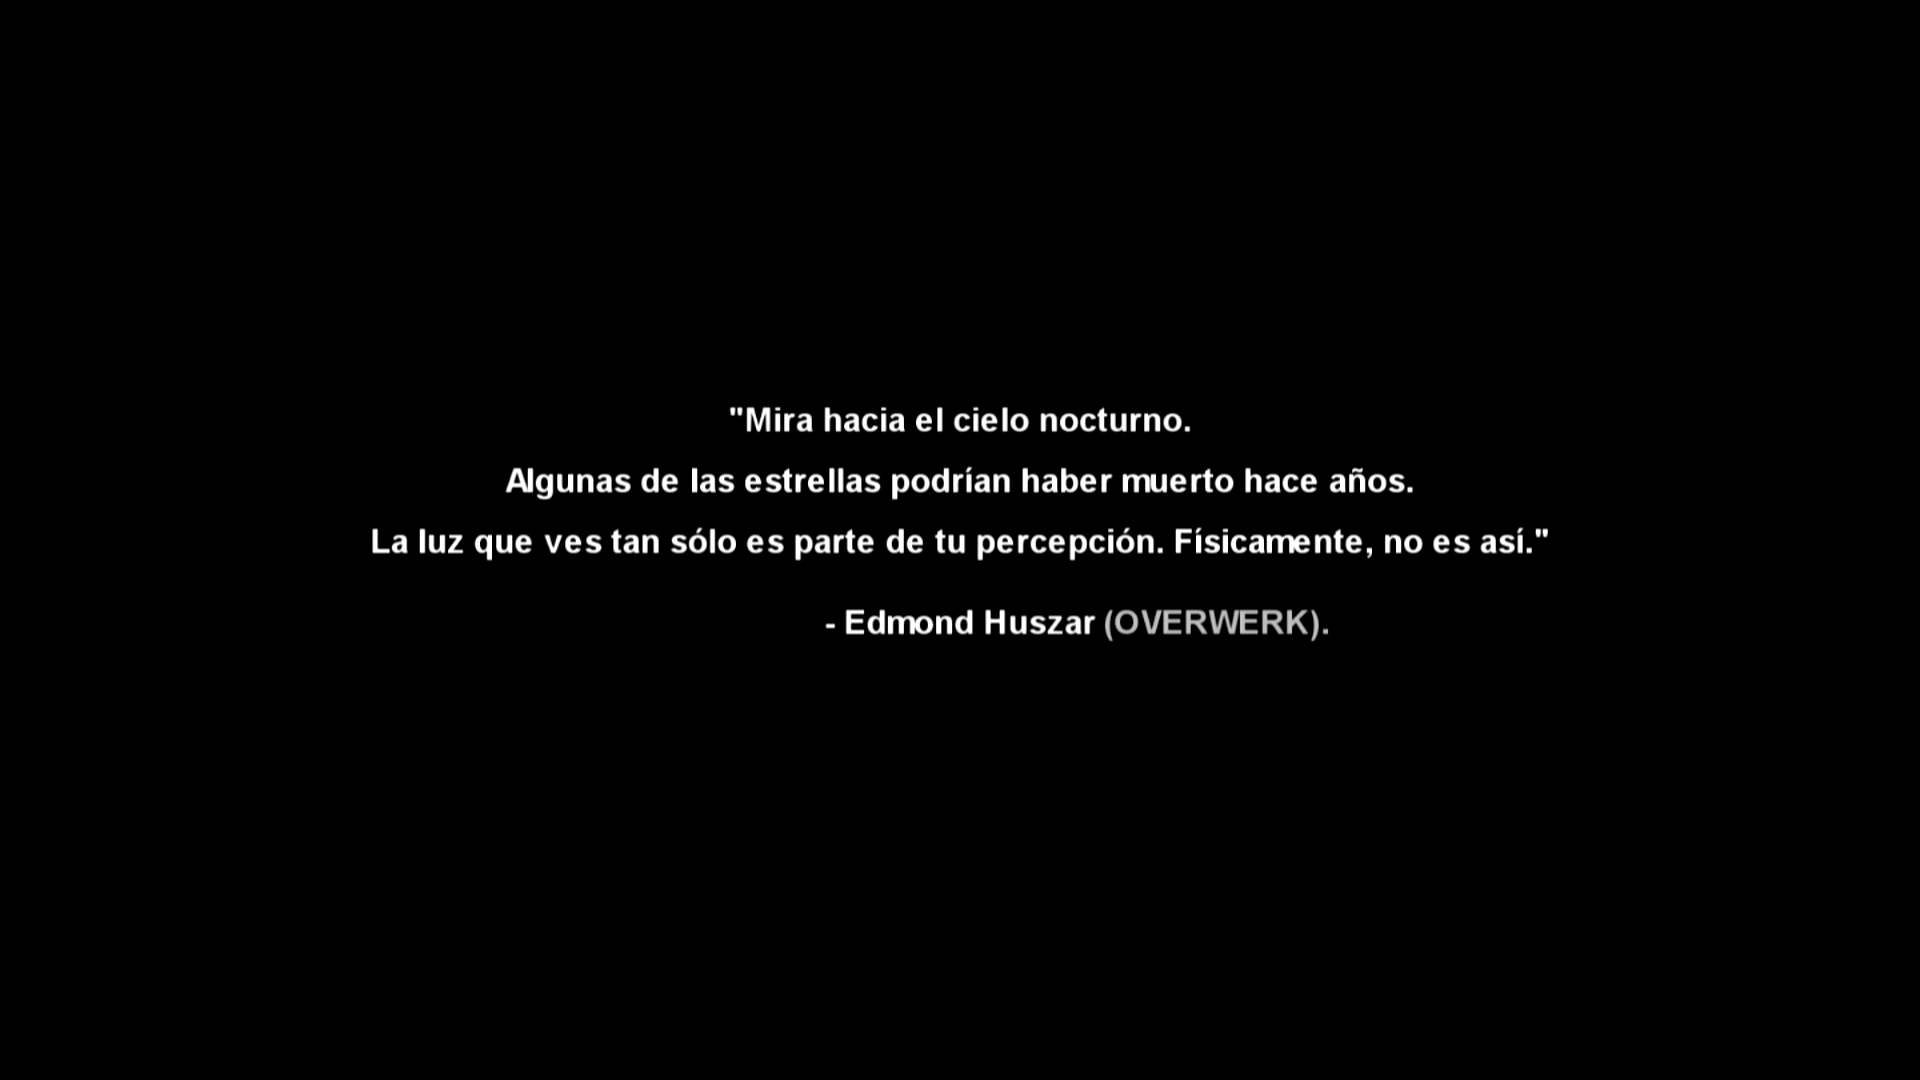 "Mira hacia el cielo nocturno.
Algunas de las estrellas podrían haber muerto hace años.
La luz que ves tan sólo es parte de tu percepción. Físicamente, no es así."
- Edmond Huszar (OVERWERK).